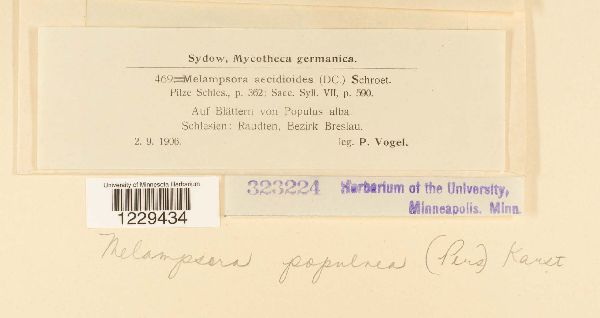 Sydow, Mycotheca germanica.
469. Melampsora aecidioides (DC.) Schroet.
Pilze Schles., p. 362; Sacc. Syll. VII, p. 590.
Auf Blättern von Populus alba.
Schlesien: Raudten, Bezirk Breslau.
2. 9. 1906. leg. P. Vogel.
University of Minnesota Herbarium
1229434
323224 Herbarium of the University,
Minneapolis. Minn.
Melampsora populnea (Pers) Karst